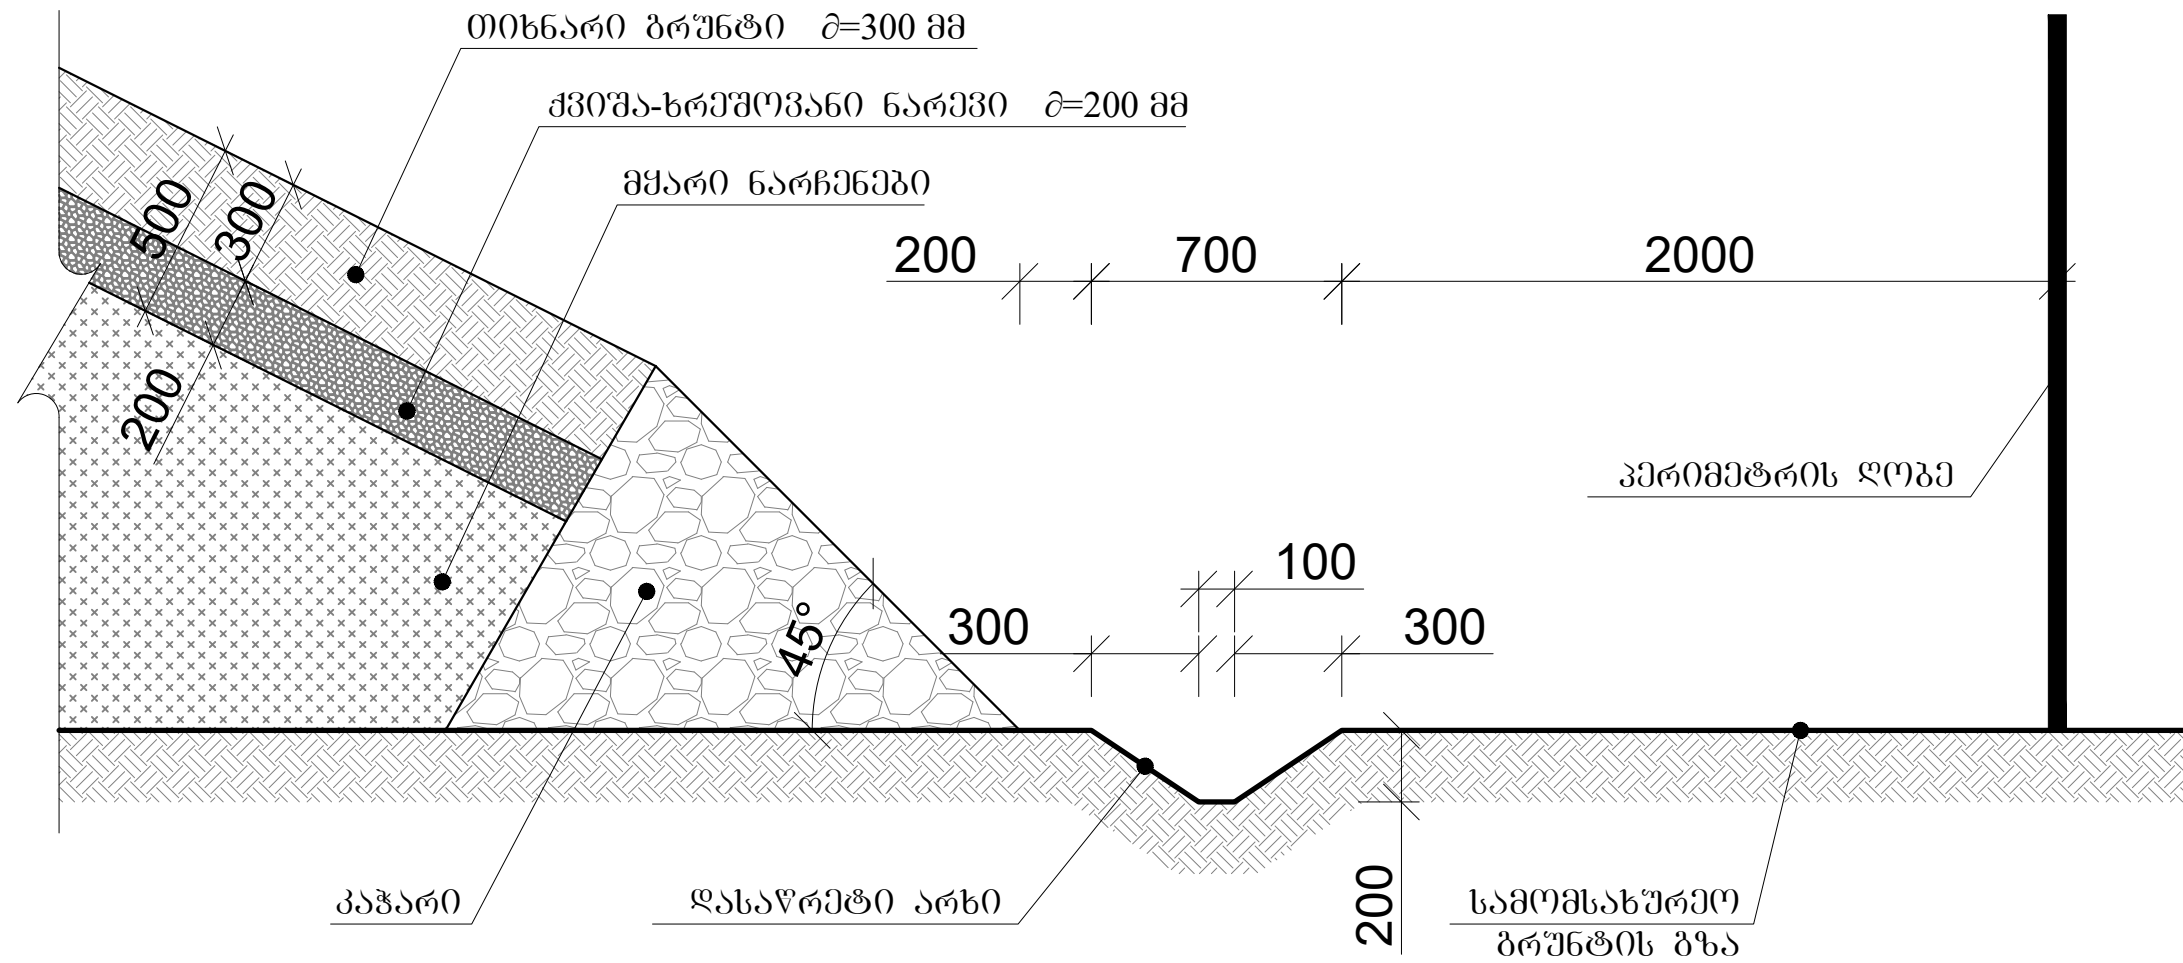 თიხნარი გრუნტი ∂=300 მმ
ქვიშა-ხრეშოვანი ნარევი ∂=200 მმ
მყარი ნარჩენები
500
300
200
200
700
2000
პერიმეტრის ღობე
100
300
300
45°
კაჭარი
დასაწრეტი არხი
200
სამომსახურეო
გრუნტის გზა